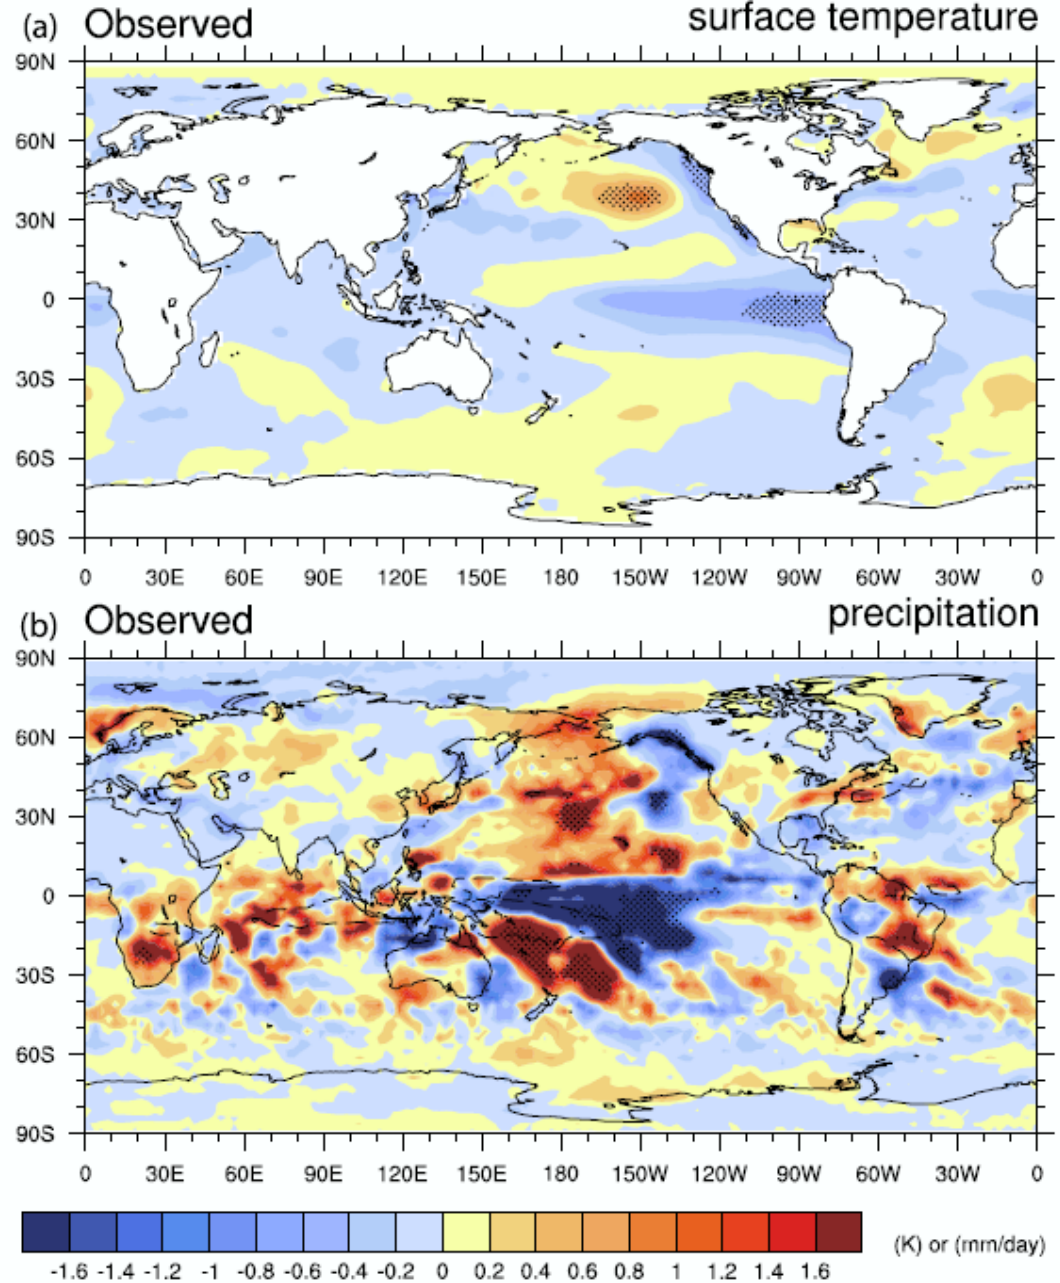 (a) Observed surface temperature
90N
60N
30N
0
30S
60S
90S
0 30E 60E 90E 120E 150E 180 150W 120W 90W 60W 30W 0
(b) Observed precipitation
90N
60N
30N
0
30S
60S
90S
0 30E 60E 90E 120E 150E 180 150W 120W 90W 60W 30W 0
(K) or (mm/day)
-1.6 -1.4 -1.2 -1 -0.8 -0.6 -0.4 -0.2 0 0.2 0.4 0.6 0.8 1 1.2 1.4 1.6